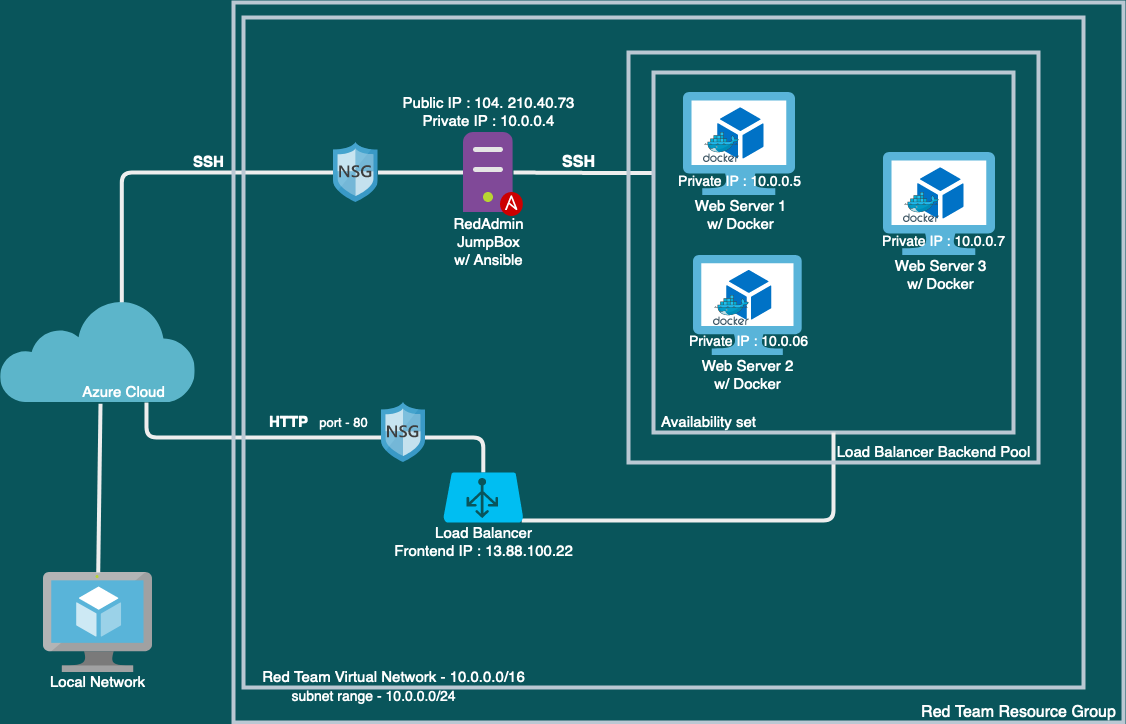 Public IP : 104. 210.40.73
Private IP : 10.0.0.4
SSH
NSG
SSH
RedAdmin
JumpBox
w/ Ansible
docker
Private IP : 10.0.0.5
Web Server 1
w/ Docker
docker
Private IP : 10.0.0.7
Web Server 3
w/ Docker
docker
Private IP : 10.0.06
Web Server 2
w/ Docker
Availability set
Load Balancer Backend Pool
Azure Cloud
HTTP port - 80
NSG
Load Balancer
Frontend IP : 13.88.100.22
Local Network
Red Team Virtual Network - 10.0.0.0/16
subnet range - 10.0.0.0/24
Red Team Resource Group